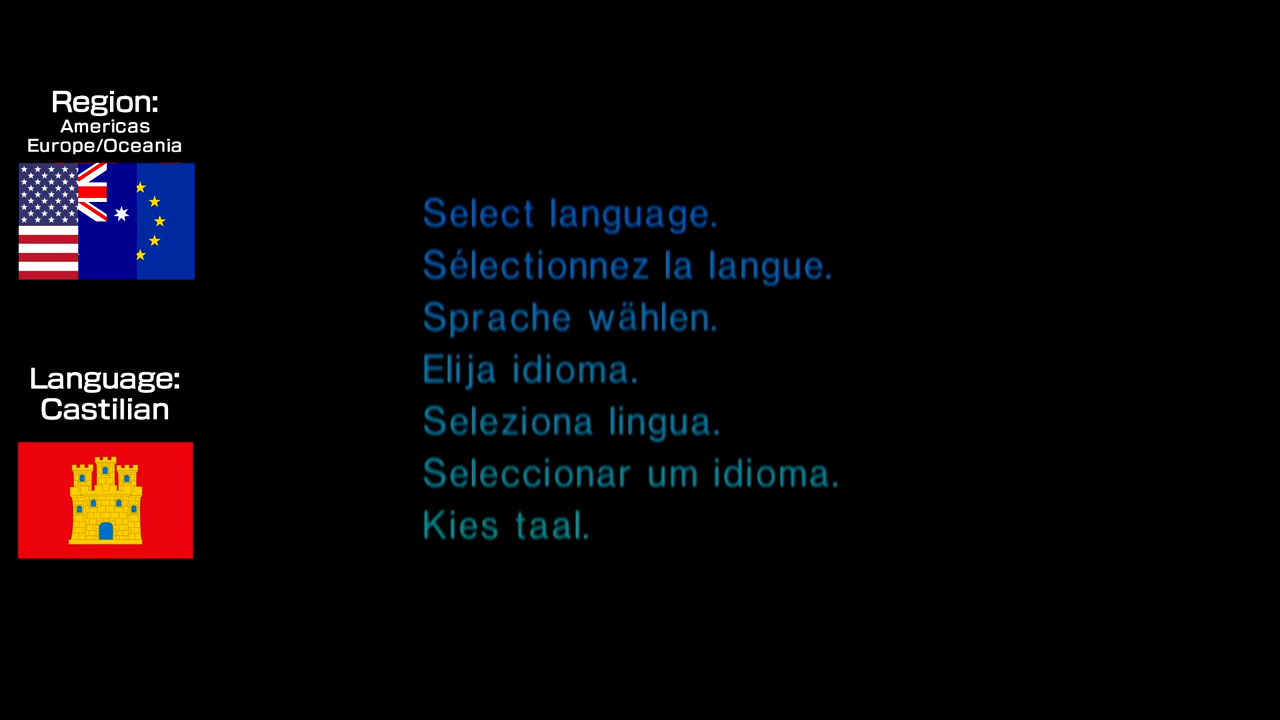 Region:
Americas
Europe/Oceania
Language:
Castilian
Select language.
Sélectionnez la langue.
Sprache wählen.
Elija idioma.
Seleziona lingua.
Seleccionar um idioma.
Kies taal.